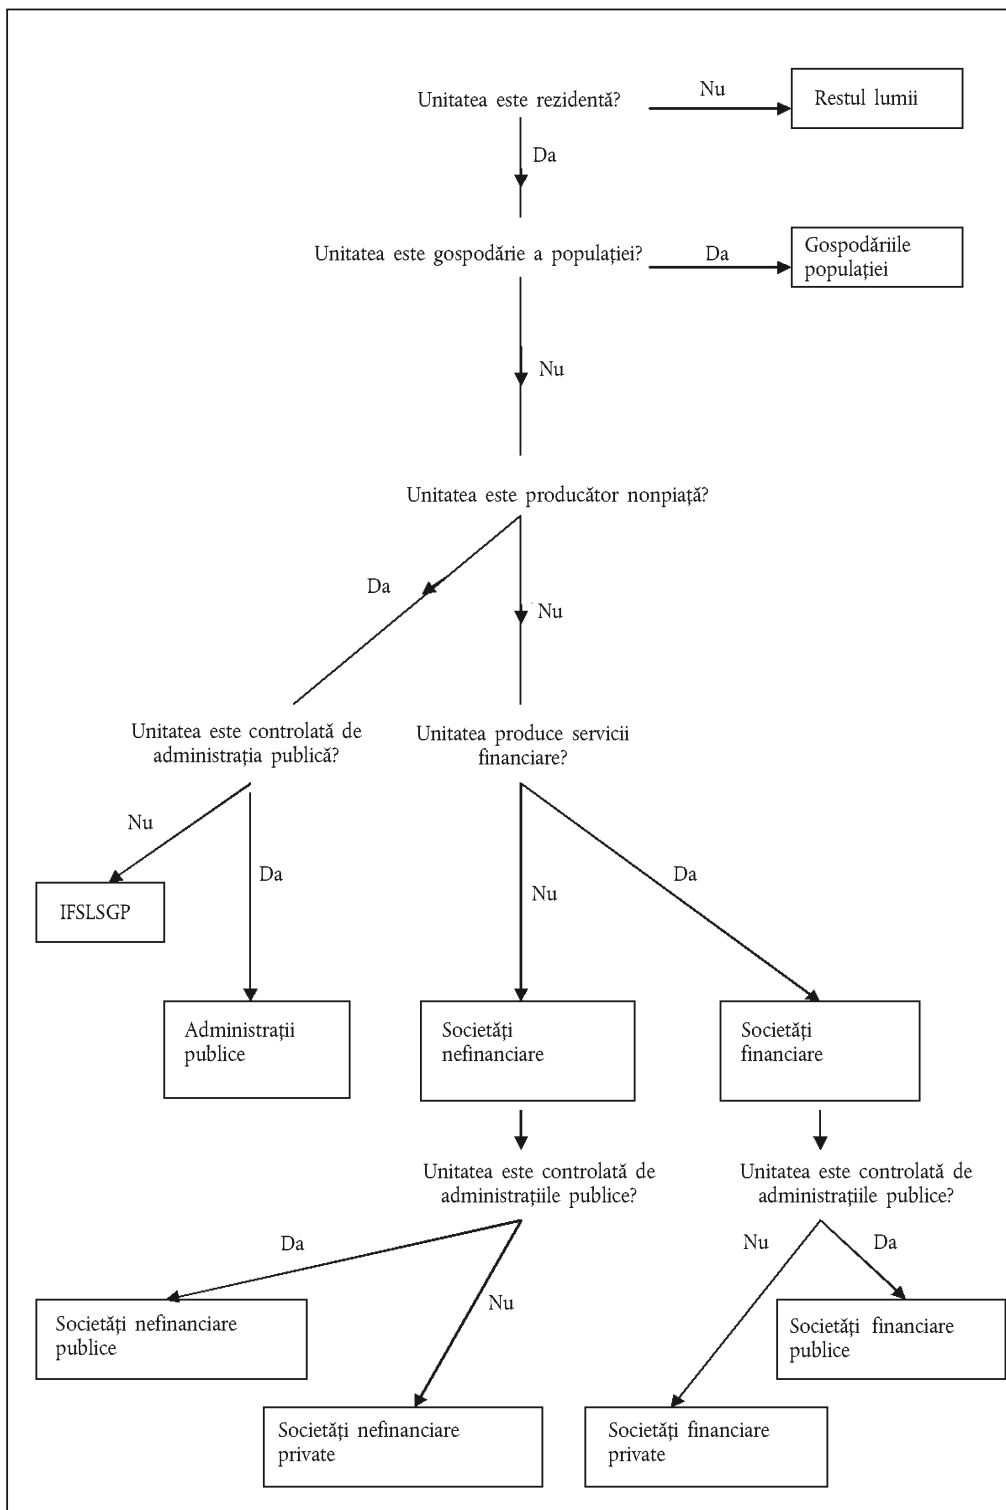 Unitatea este rezidentă?
Nu
Restul lumii
Da
Unitatea este gospodărie a populației?
Da
Gospodăriile
populației
Nu
Unitatea este producător nonpiață?
Da
Nu
Unitatea este controlată de
administrația publică?
Unitatea produce servicii
financiare?
Nu
Da
Nu
Da
IFSLSGP
Administrații
publice
Societăți
nefinanciare
Societăți
financiare
Unitatea este controlată de
administrațiile publice?
Unitatea este controlată de
administrațiile publice?
Da
Nu
Nu
Da
Societăți nefinanciare
publice
Societăți financiare
publice
Societăți nefinanciare
private
Societăți financiare
private